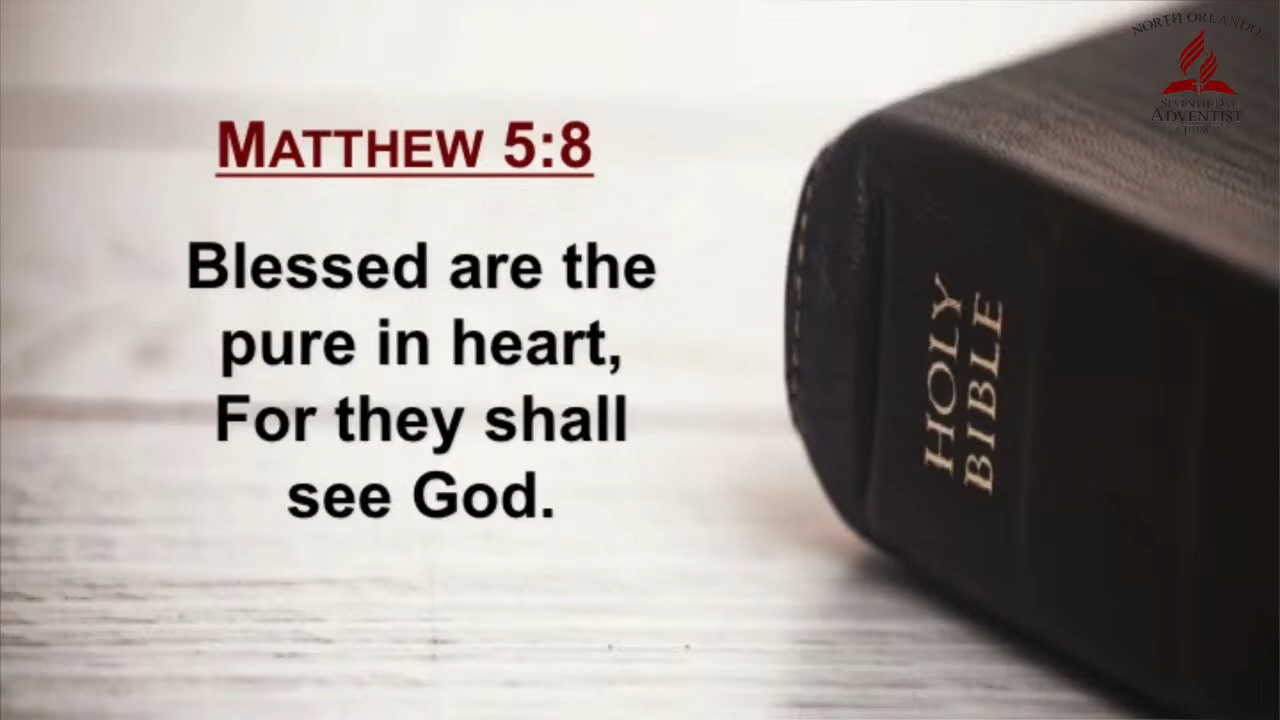 NORTH ORLANDO
SEVENTH-DAY
ADVENTIST
CHURCH
MATTHEW 5:8
Blessed are the
pure in heart,
For they shall
see God.
HOLY
BIBLE